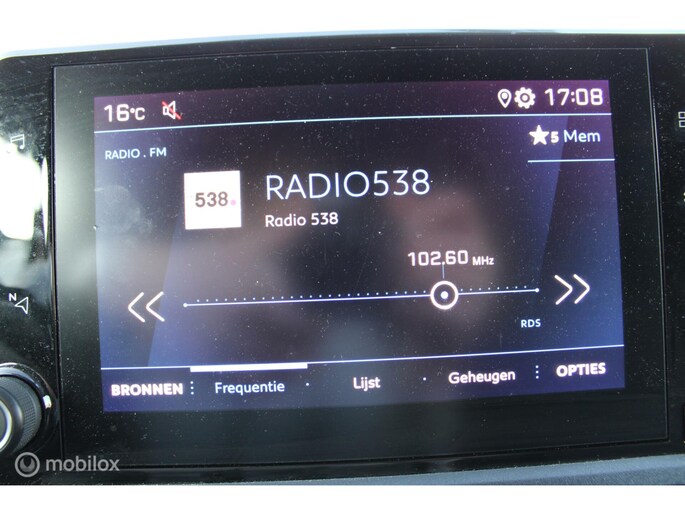 16°C 17:08
★5 Mem
RADIO . FM
538
RADIO538
Radio 538
102.60 MHz
RDS
BRONNEN : Frequentie · Lijst · Geheugen : OPTIES
N
© mobilox